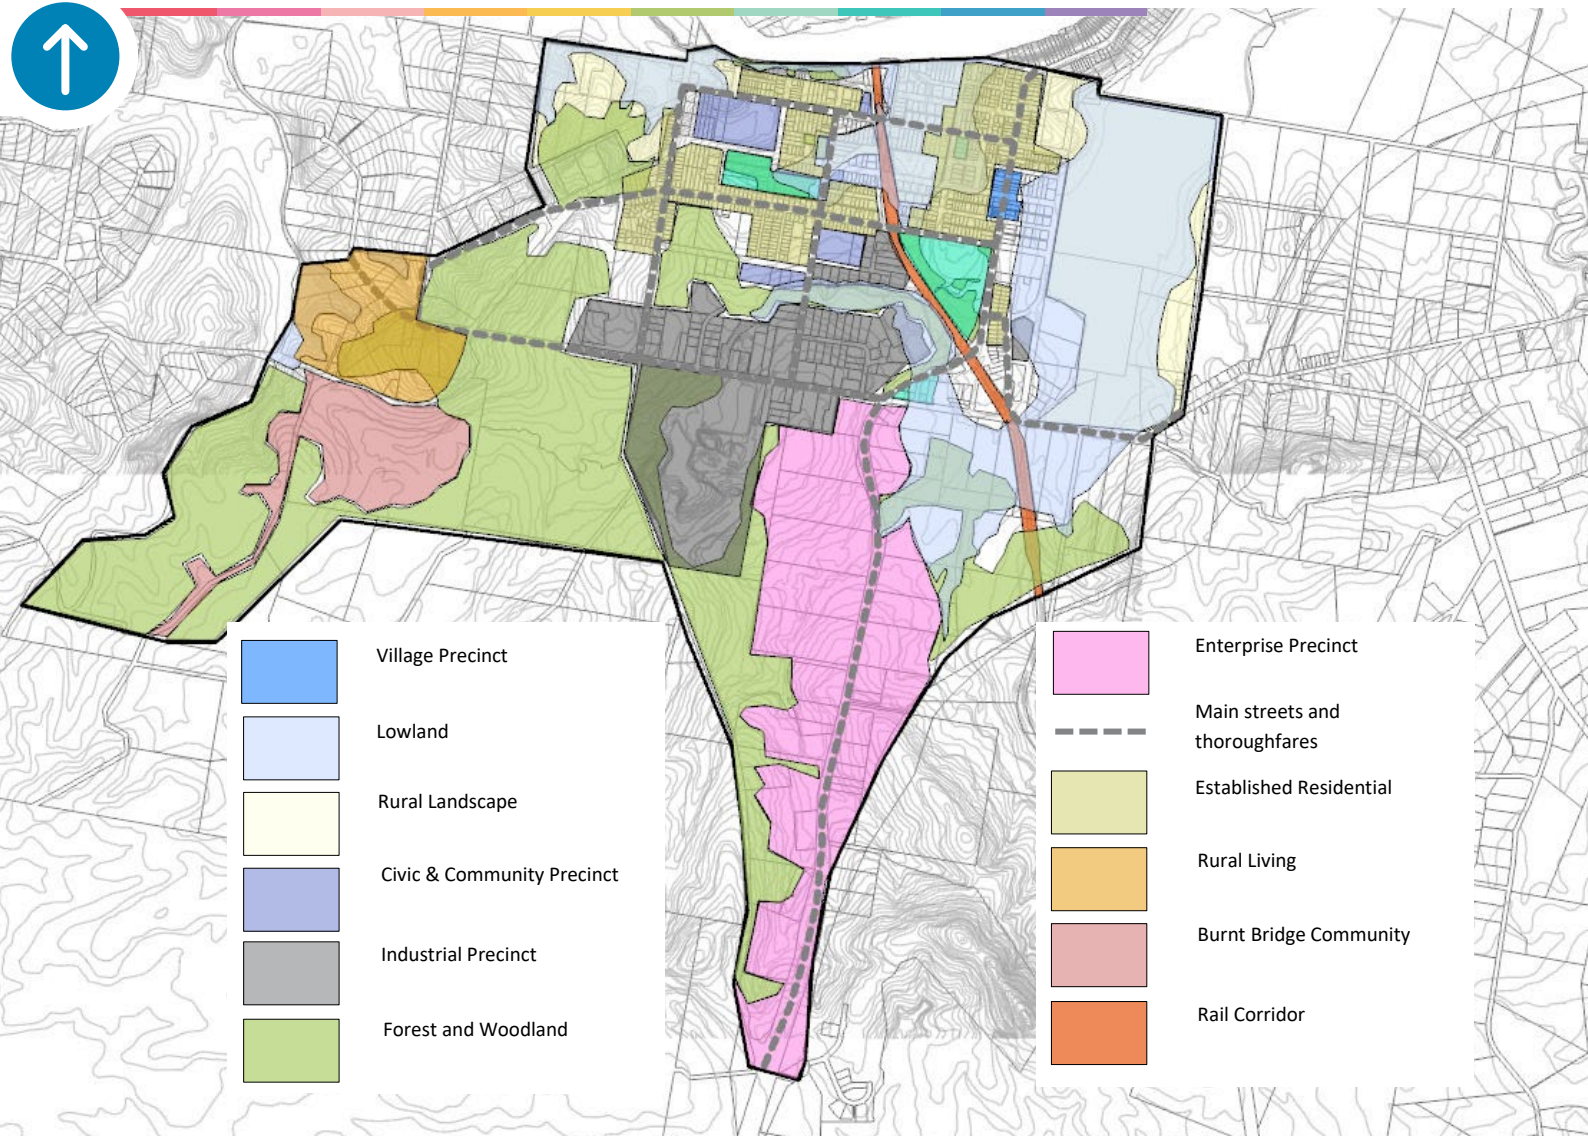 Village Precinct
Lowland
Rural Landscape
Civic & Community Precinct
Industrial Precinct
Forest and Woodland
Enterprise Precinct
Main streets and
thoroughfares
Established Residential
Rural Living
Burnt Bridge Community
Rail Corridor